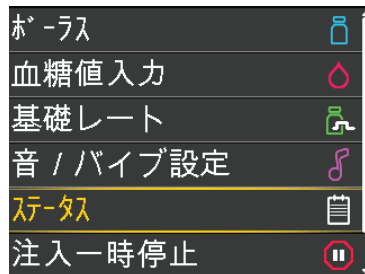 ﾎﾞｰﾗｽ
血糖値入力
基礎レート
音 / バイブ設定
ｽﾃｰﾀｽ
注入一時停止